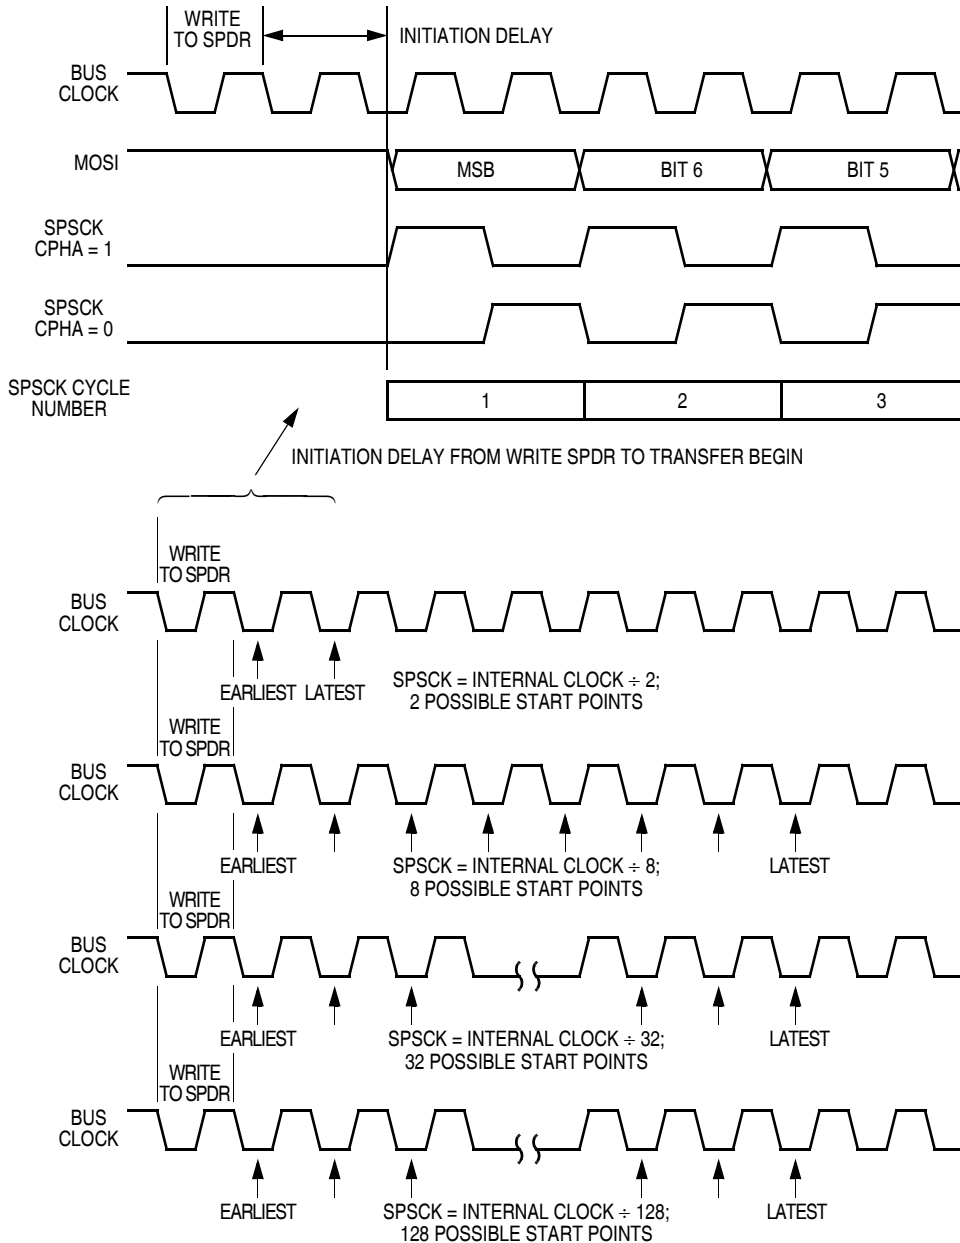 WRITE
TO SPDR
INITIATION DELAY
BUS
CLOCK
MOSI
MSB
BIT 6
BIT 5
SPSCK
CPHA = 1
SPSCK
CPHA = 0
SPSCK CYCLE
NUMBER
1
2
3
INITIATION DELAY FROM WRITE SPDR TO TRANSFER BEGIN
WRITE
TO SPDR
BUS
CLOCK
EARLIEST
LATEST
SPSCK = INTERNAL CLOCK ÷ 2;
2 POSSIBLE START POINTS
WRITE
TO SPDR
BUS
CLOCK
EARLIEST
SPSCK = INTERNAL CLOCK ÷ 8;
8 POSSIBLE START POINTS
LATEST
WRITE
TO SPDR
BUS
CLOCK
EARLIEST
SPSCK = INTERNAL CLOCK ÷ 32;
32 POSSIBLE START POINTS
LATEST
WRITE
TO SPDR
BUS
CLOCK
EARLIEST
SPSCK = INTERNAL CLOCK ÷ 128;
128 POSSIBLE START POINTS
LATEST